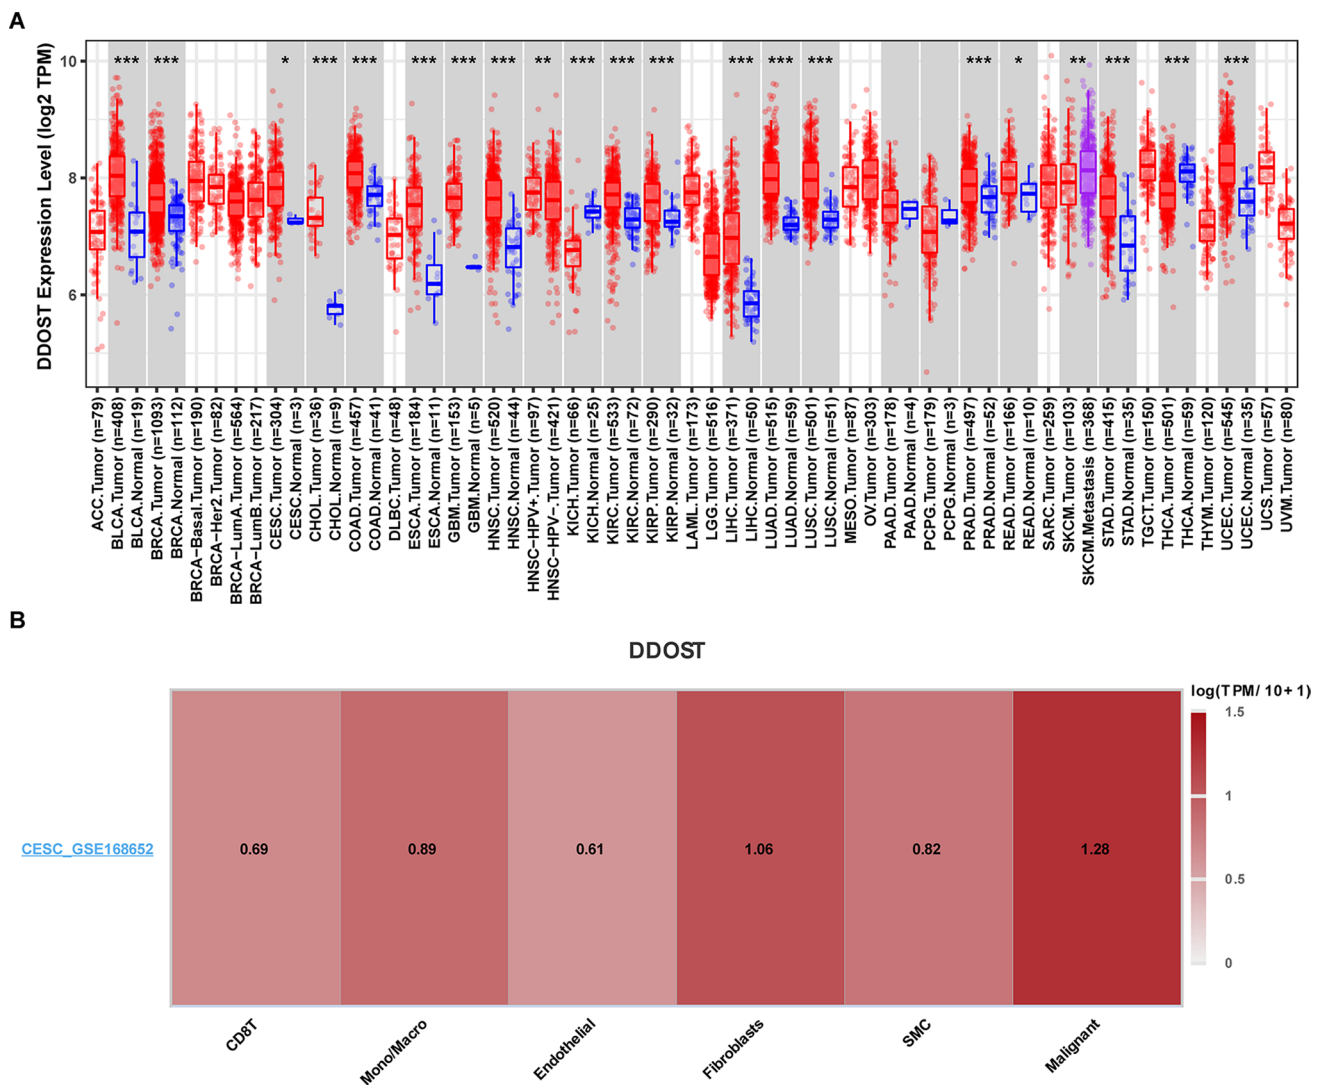 A
DDOST Expression Level (log2 TPM)
10
8
6
*** *** * *** *** *** *** *** ** *** *** *** *** *** *** *** * ** *** *** ***
ACC.Tumor (n=79)
BLCA.Tumor (n=408)
BLCA.Normal (n=19)
BRCA.Tumor (n=1093)
BRCA.Normal (n=112)
BRCA−Basal.Tumor (n=190)
BRCA−Her2.Tumor (n=82)
BRCA−LumA.Tumor (n=564)
BRCA−LumB.Tumor (n=217)
CESC.Tumor (n=304)
CESC.Normal (n=3)
CHOL.Tumor (n=36)
CHOL.Normal (n=9)
COAD.Tumor (n=457)
COAD.Normal (n=41)
DLBC.Tumor (n=48)
ESCA.Tumor (n=184)
ESCA.Normal (n=11)
GBM.Tumor (n=153)
GBM.Normal (n=5)
HNSC.Tumor (n=520)
HNSC.Normal (n=44)
HNSC−HPV+.Tumor (n=97)
HNSC−HPV−.Tumor (n=421)
KICH.Tumor (n=66)
KICH.Normal (n=25)
KIRC.Tumor (n=533)
KIRC.Normal (n=72)
KIRP.Tumor (n=290)
KIRP.Normal (n=32)
LAML.Tumor (n=173)
LGG.Tumor (n=516)
LIHC.Tumor (n=371)
LIHC.Normal (n=50)
LUAD.Tumor (n=515)
LUAD.Normal (n=59)
LUSC.Tumor (n=501)
LUSC.Normal (n=51)
MESO.Tumor (n=87)
OV.Tumor (n=303)
PAAD.Tumor (n=178)
PAAD.Normal (n=4)
PCPG.Tumor (n=179)
PCPG.Normal (n=3)
PRAD.Tumor (n=497)
PRAD.Normal (n=52)
READ.Tumor (n=166)
READ.Normal (n=10)
SARC.Tumor (n=259)
SKCM.Tumor (n=103)
SKCM.Metastasis (n=368)
STAD.Tumor (n=415)
STAD.Normal (n=35)
TGCT.Tumor (n=150)
THCA.Tumor (n=501)
THCA.Normal (n=59)
THYM.Tumor (n=120)
UCEC.Tumor (n=545)
UCEC.Normal (n=35)
UCS.Tumor (n=57)
UVM.Tumor (n=80)
B
DDOST
log(TPM/ 10+ 1)
1.5
1
0.5
0
CESC_GSE168652
0.69 0.89 0.61 1.06 0.82 1.28
CD8T
Mono/Macro
Endothelial
Fibroblasts
SMC
Malignant